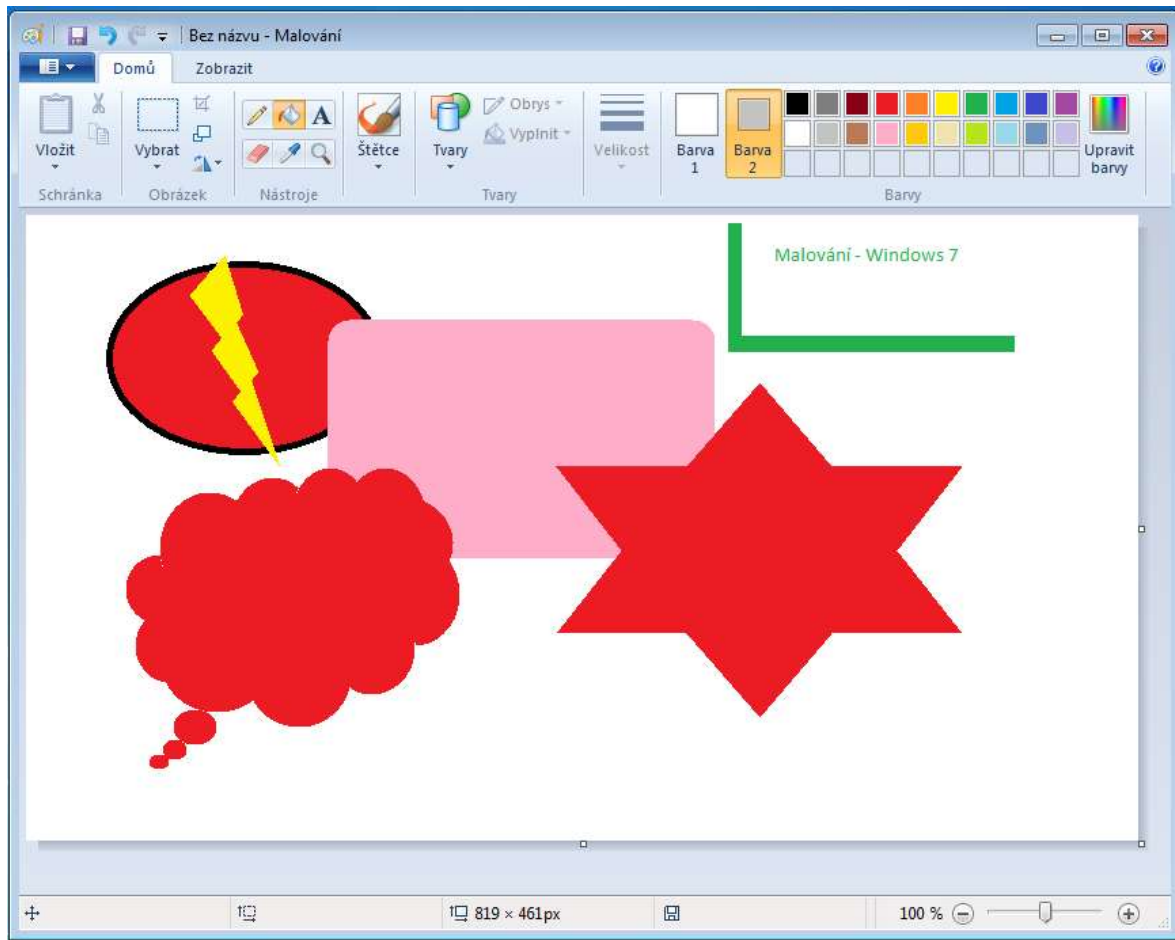 Bez názvu - Malování
Domů Zobrazit
Vložit
Vybrat
A
Štětce
Tvary
Obrys
Vyplnit
Velikost
Barva 1
Barva 2
Upravit barvy
Schránka
Obrázek
Nástroje
Tvary
Barvy
Malování - Windows 7
819 × 461px
100 %